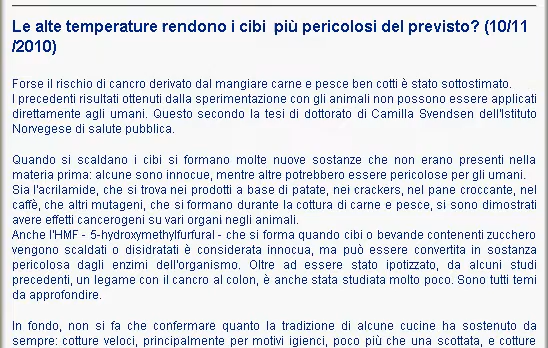 Le alte temperature rendono i cibi più pericolosi del previsto? (10/11
/2010)
Forse il rischio di cancro derivato dal mangiare carne e pesce ben cotti è stato sottostimato.
I precedenti risultati ottenuti dalla sperimentazione con gli animali non possono essere applicati
direttamente agli umani. Questo secondo la tesi di dottorato di Camilla Svendsen dell'Istituto
Norvegese di salute pubblica.
Quando si scaldano i cibi si formano molte nuove sostanze che non erano presenti nella
materia prima: alcune sono innocue, mentre altre potrebbero essere pericolose per gli umani.
Sia l'acrilamide, che si trova nei prodotti a base di patate, nei crackers, nel pane croccante, nel
caffè, che altri mutageni, che si formano durante la cottura di carne e pesce, si sono dimostrati
avere effetti cancerogeni su vari organi negli animali.
Anche l'HMF - 5-hydroxymethylfurfural - che si forma quando cibi o bevande contenenti zucchero
vengono scaldati o disidratati è considerata innocua, ma può essere convertita in sostanza
pericolosa dagli enzimi dell'organismo. Oltre ad essere stato ipotizzato, da alcuni studi
precedenti, un legame con il cancro al colon, è anche stata studiata molto poco. Sono tutti temi
da approfondire.
In fondo, non si fa che confermare quanto la tradizione di alcune cucine ha sostenuto da
sempre: cotture veloci, principalmente per motivi igienci, poco più che una scottata, e cotture